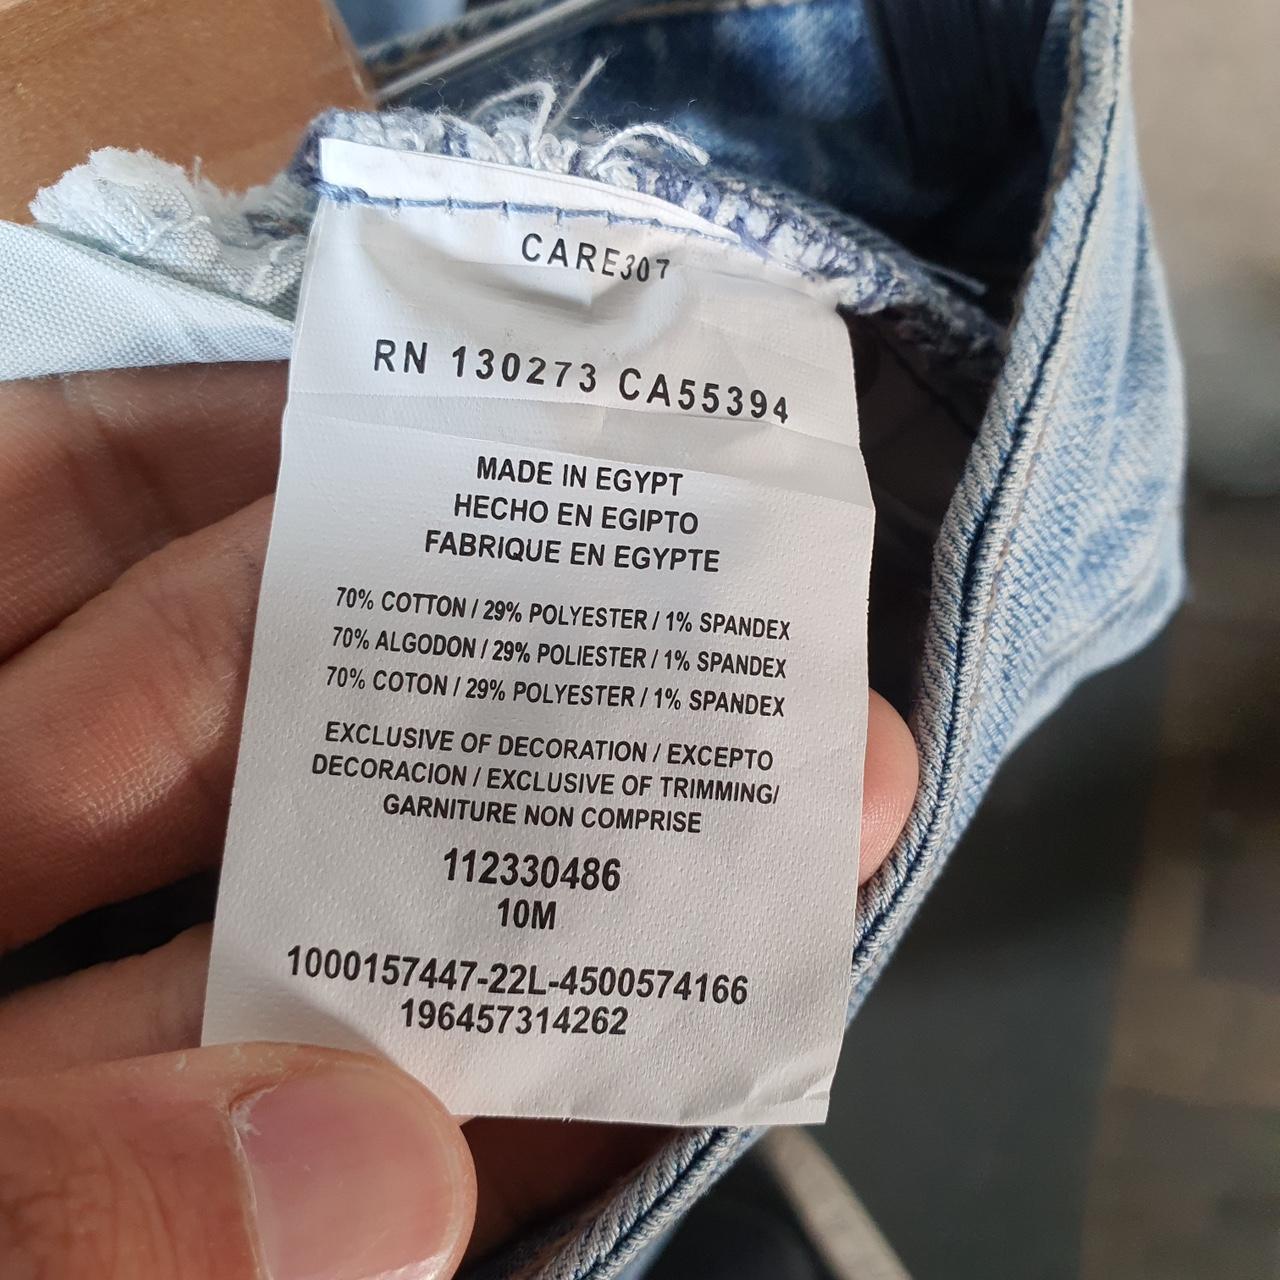 CARE307
RN 130273 CA55394
MADE IN EGYPT
HECHO EN EGIPTO
FABRIQUE EN EGYPTE
70% COTTON / 29% POLYESTER / 1% SPANDEX
70% ALGODON / 29% POLIESTER / 1% SPANDEX
70% COTON / 29% POLYESTER / 1% SPANDEX
EXCLUSIVE OF DECORATION / EXCEPTO
DECORACION / EXCLUSIVE OF TRIMMING/
GARNITURE NON COMPRISE
112330486
10M
1000157447-22L-4500574166
196457314262